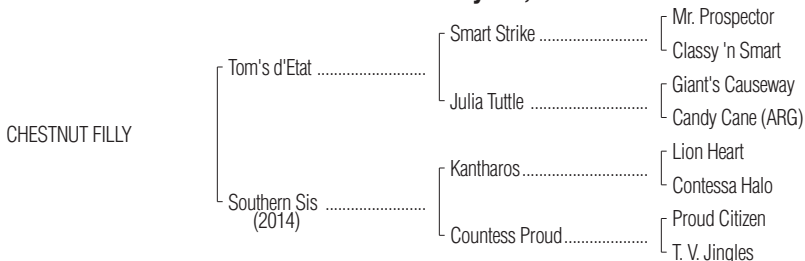 Mr. Prospector
Smart Strike ..........................
Classy 'n Smart
Tom's d'Etat ..........................
Giant's Causeway
Julia Tuttle ............................
Candy Cane (ARG)
CHESTNUT FILLY
Lion Heart
Kantharos..............................
Contessa Halo
Southern Sis ........................
(2014)
Proud Citizen
Countess Proud....................
T. V. Jingles